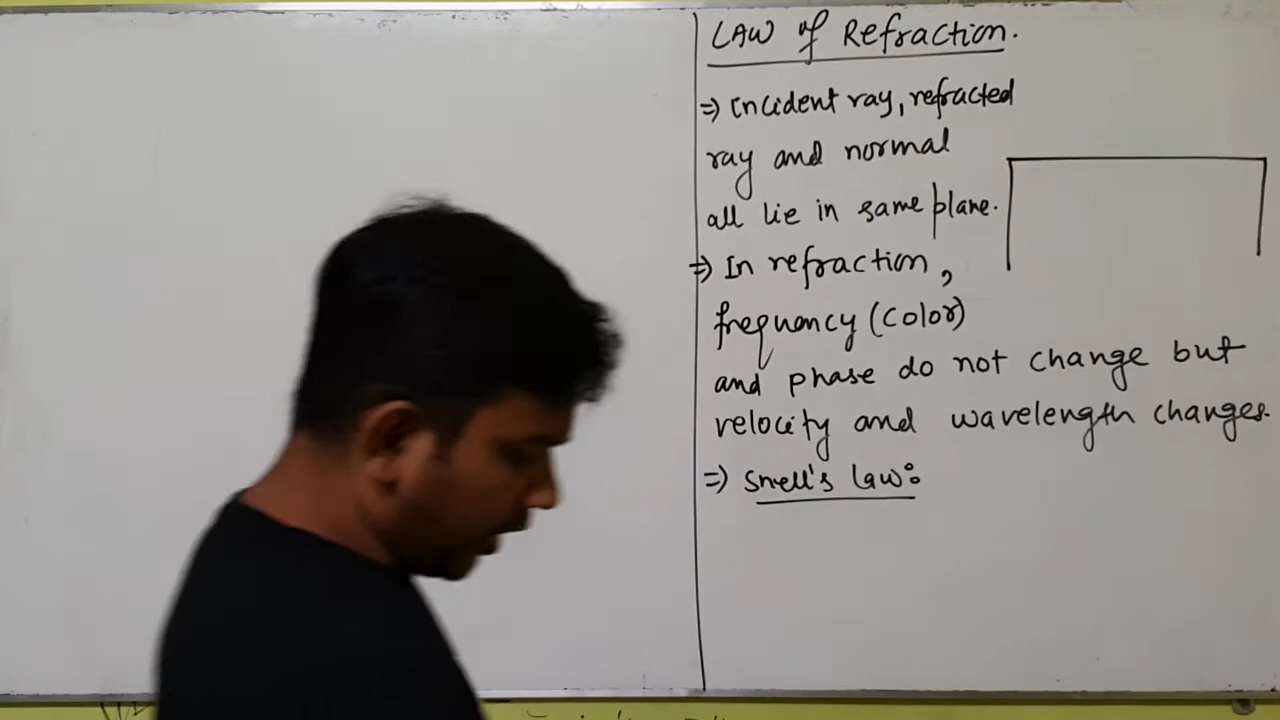 LAW of Refraction.
=> Incident ray, refracted
ray and normal
all lie in same plane.
=> In refraction,
frequency (color)
and phase do not change but
velocity and wavelength changes.
=> Snell's law: